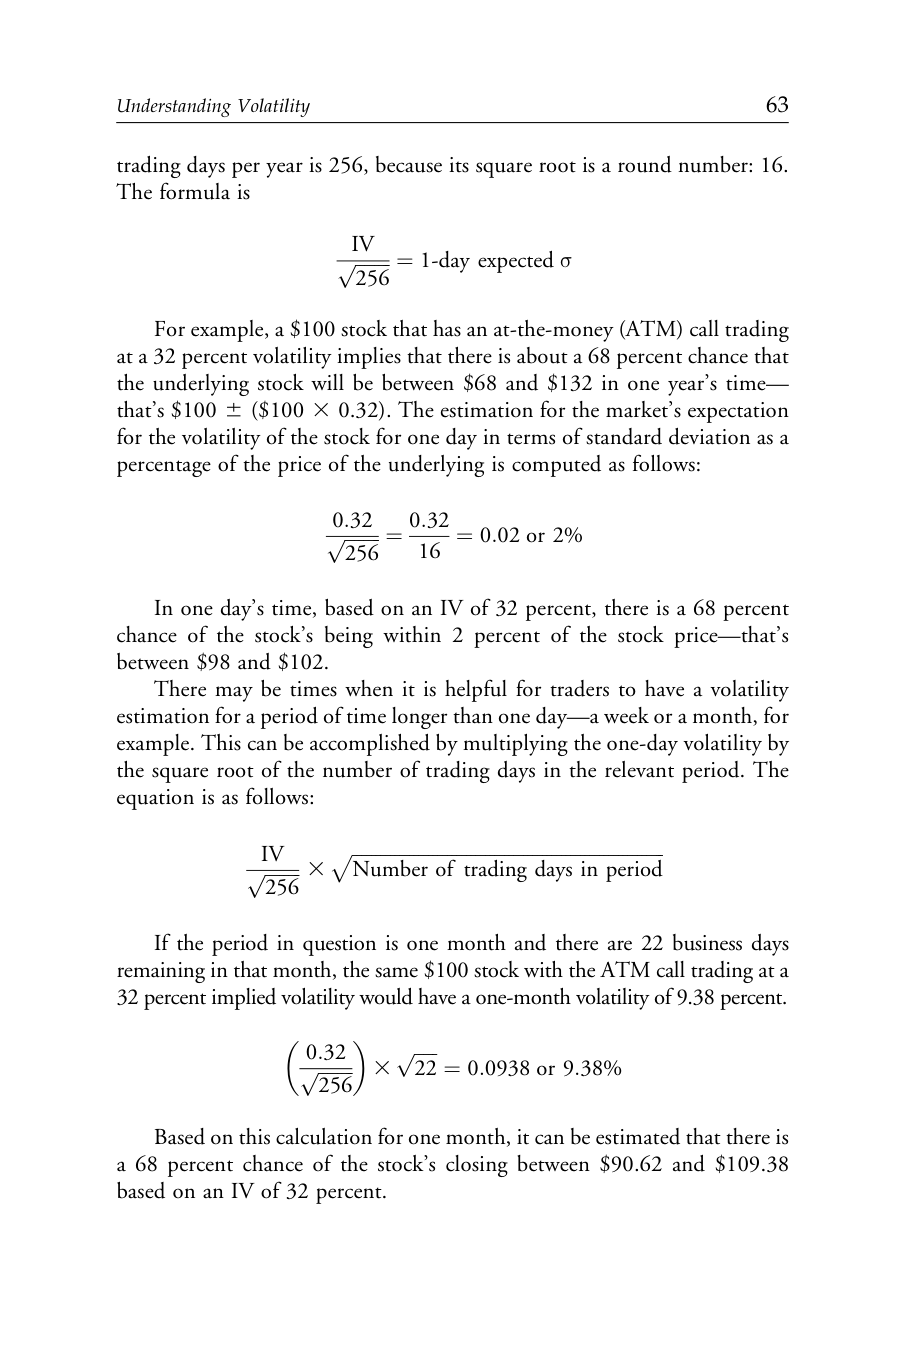 Understanding Volatility 63
trading days per year is 256, because its square root is a round number: 16.
The formula is
IV
√256 = 1-day expected σ
For example, a $100 stock that has an at-the-money (ATM) call trading
at a 32 percent volatility implies that there is about a 68 percent chance that
the underlying stock will be between $68 and $132 in one year’s time—
that’s $100 ± ($100 × 0.32). The estimation for the market’s expectation
for the volatility of the stock for one day in terms of standard deviation as a
percentage of the price of the underlying is computed as follows:
0.32 0.32
√256 = 16 = 0.02 or 2%
In one day’s time, based on an IV of 32 percent, there is a 68 percent
chance of the stock’s being within 2 percent of the stock price—that’s
between $98 and $102.
There may be times when it is helpful for traders to have a volatility
estimation for a period of time longer than one day—a week or a month, for
example. This can be accomplished by multiplying the one-day volatility by
the square root of the number of trading days in the relevant period. The
equation is as follows:
IV
√256 × √Number of trading days in period
If the period in question is one month and there are 22 business days
remaining in that month, the same $100 stock with the ATM call trading at a
32 percent implied volatility would have a one-month volatility of 9.38 percent.
(0.32
√256) × √22 = 0.0938 or 9.38%
Based on this calculation for one month, it can be estimated that there is
a 68 percent chance of the stock’s closing between $90.62 and $109.38
based on an IV of 32 percent.